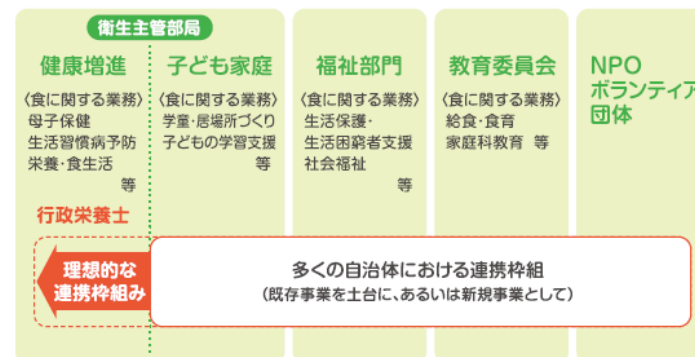 衛生主管部局
健康増進
〈食に関する業務〉
母子保健
生活習慣病予防
栄養・食生活
等
行政栄養士
子ども家庭
〈食に関する業務〉
学童・居場所づくり
子どもの学習支援
等
福祉部門
〈食に関する業務〉
生活保護・
生活困窮者支援
社会福祉
等
教育委員会
〈食に関する業務〉
給食・食育
家庭科教育 等
NPO
ボランティア
団体
理想的な
連携枠組み
多くの自治体における連携枠組
（既存事業を土台に、あるいは新規事業として）